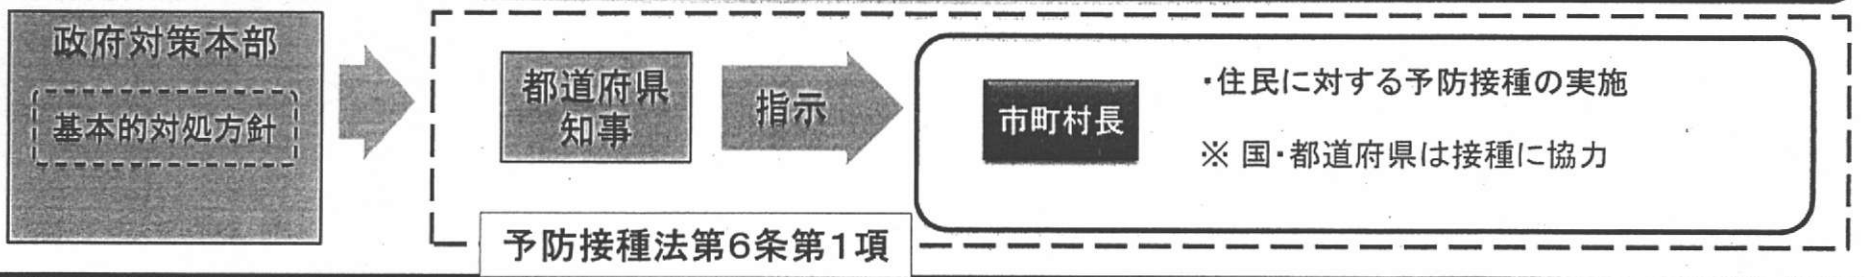 政府対策本部
基本的対処方針
都道府県
知事
指示
市町村長
・住民に対する予防接種の実施
※ 国・都道府県は接種に協力
予防接種法第6条第1項